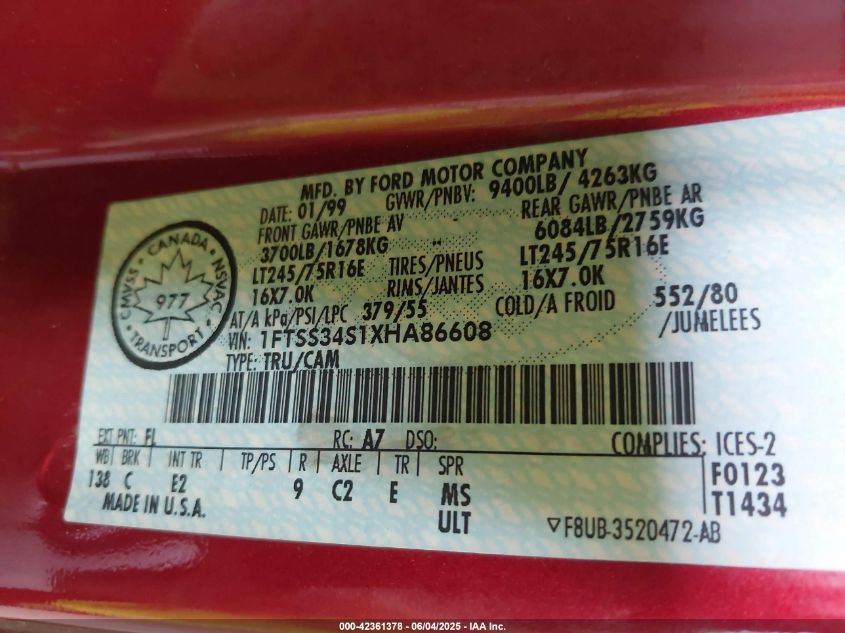 MFD. BY FORD MOTOR COMPANY
DATE: 01/99 GVWR/PNBV: 9400LB/ 4263KG
FRONT GAWR/PNBE AV REAR GAWR/PNBE AR
3700LB/1678KG 6084LB/2759KG
LT245/75R16E TIRES/PNEUS LT245/75R16E
16X7.0K RIMS/JANTES 16X7.0K
AT/A kPa/PSI/LPC 379/55 COLD/A FROID 552/80
VIN: 1FTSS34S1XHA86608 /JUMELEES
TYPE: TRU/CAM
CANADA
CMVSS NSVAC
977
TRANSPORT
EXT PNT: FL RC: A7 DSO: COMPLIES: ICES-2
WB BRK INT TR TP/PS R AXLE TR SPR F0123
138 C E2 9 C2 E MS T1434
MADE IN U.S.A. ULT
▽F8UB-3520472-AB
000-42361378 - 06/04/2025 - IAA Inc.